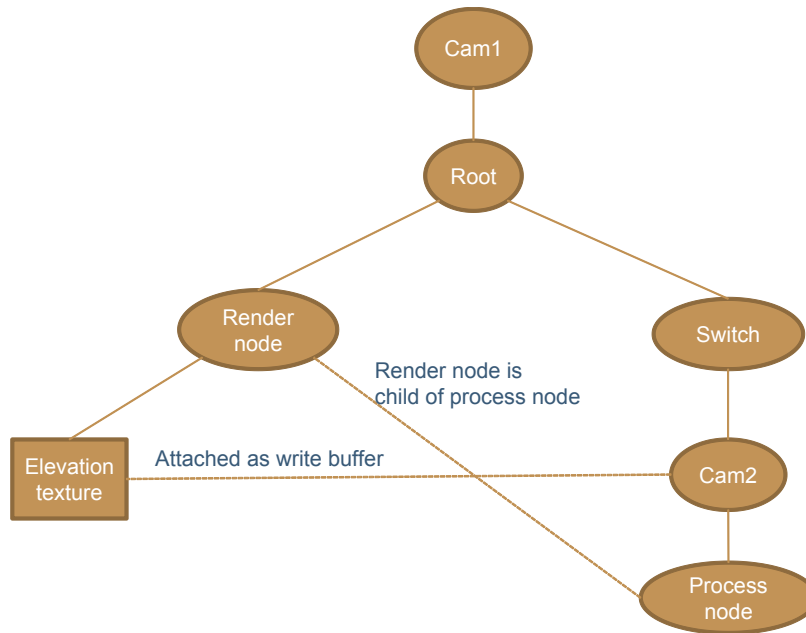 Cam1
Root
Render
node
Switch
Render node is
child of process node
Attached as write buffer
Elevation
texture
Cam2
Process
node